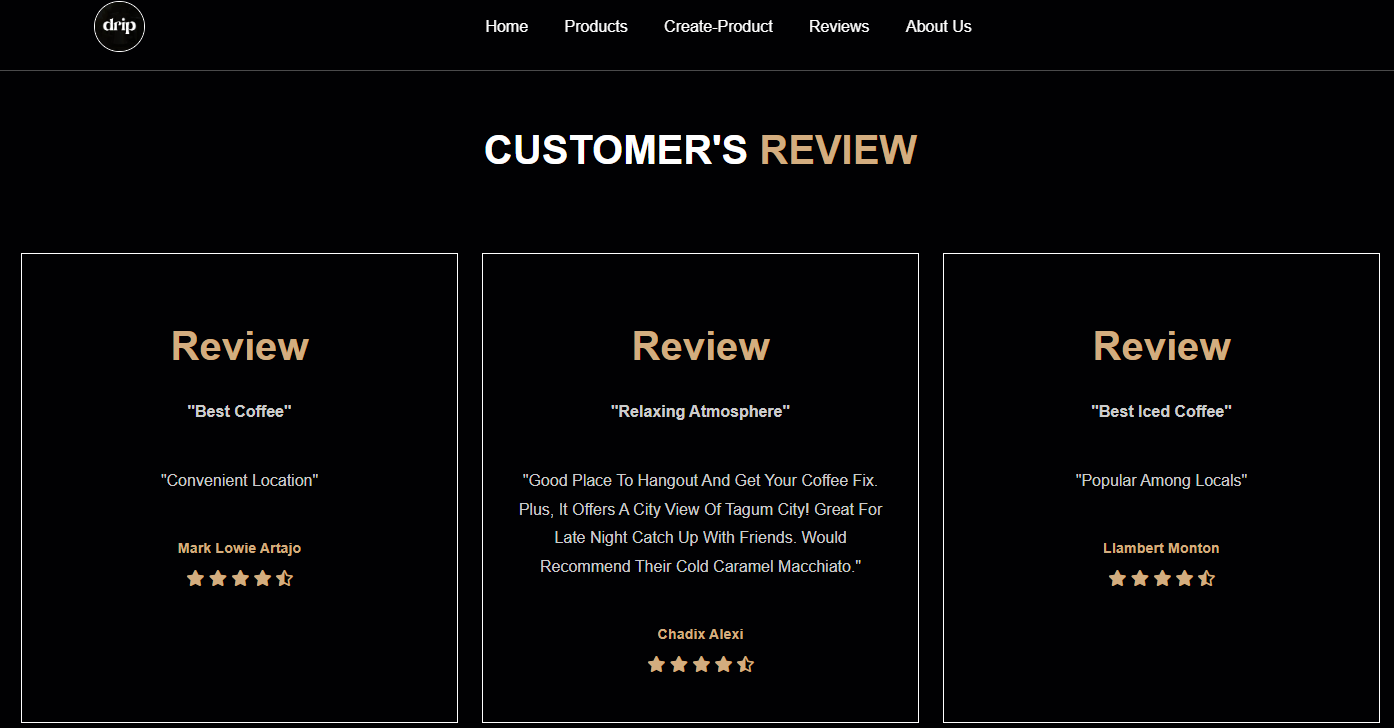 drip
Home Products Create-Product Reviews About Us
CUSTOMER'S REVIEW
Review
"Best Coffee"
"Convenient Location"
Mark Lowie Artajo
Review
"Relaxing Atmosphere"
"Good Place To Hangout And Get Your Coffee Fix.
Plus, It Offers A City View Of Tagum City! Great For
Late Night Catch Up With Friends. Would
Recommend Their Cold Caramel Macchiato."
Chadix Alexi
Review
"Best Iced Coffee"
"Popular Among Locals"
Llambert Monton